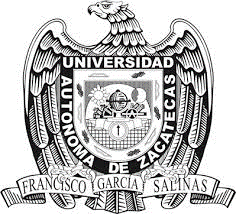 UNIVERSIDAD
AUTONOMA DE ZACATECAS
FRANCISCO GARCIA SALINAS